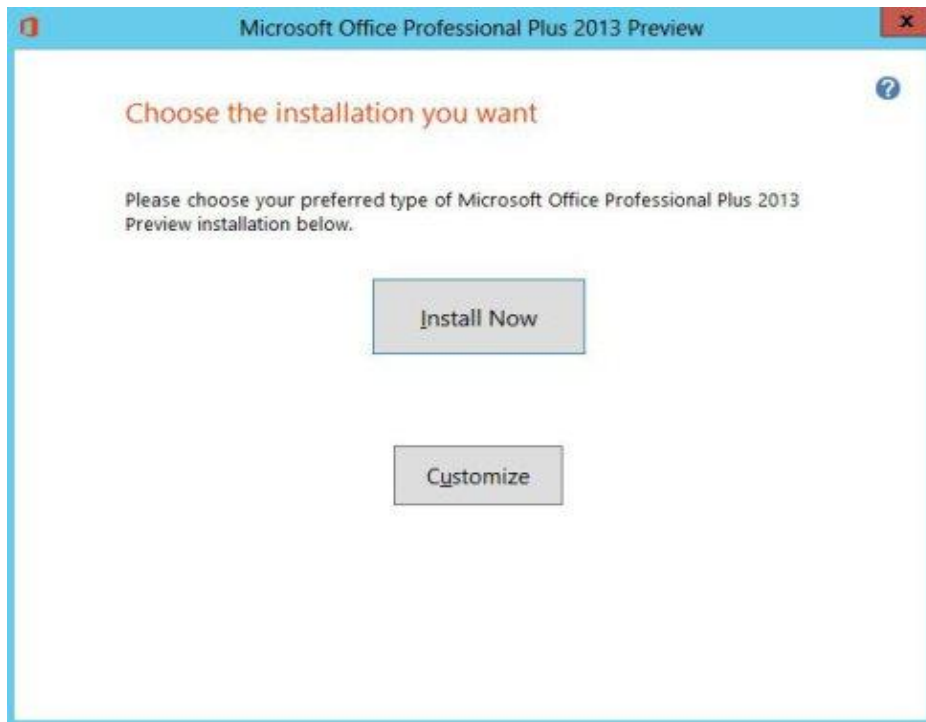 Microsoft Office Professional Plus 2013 Preview
x
?
Choose the installation you want
Please choose your preferred type of Microsoft Office Professional Plus 2013
Preview installation below.
Install Now
Customize